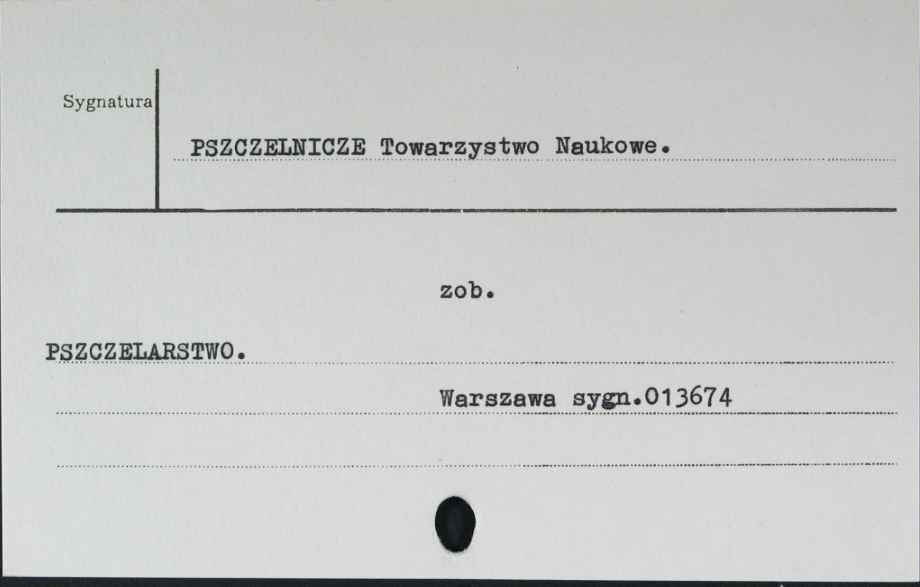 Sygnatura
PSZCZELNICZE Towarzystwo Naukowe.
zob.
PSZCZELARSTWO.
Warszawa sygn.013674